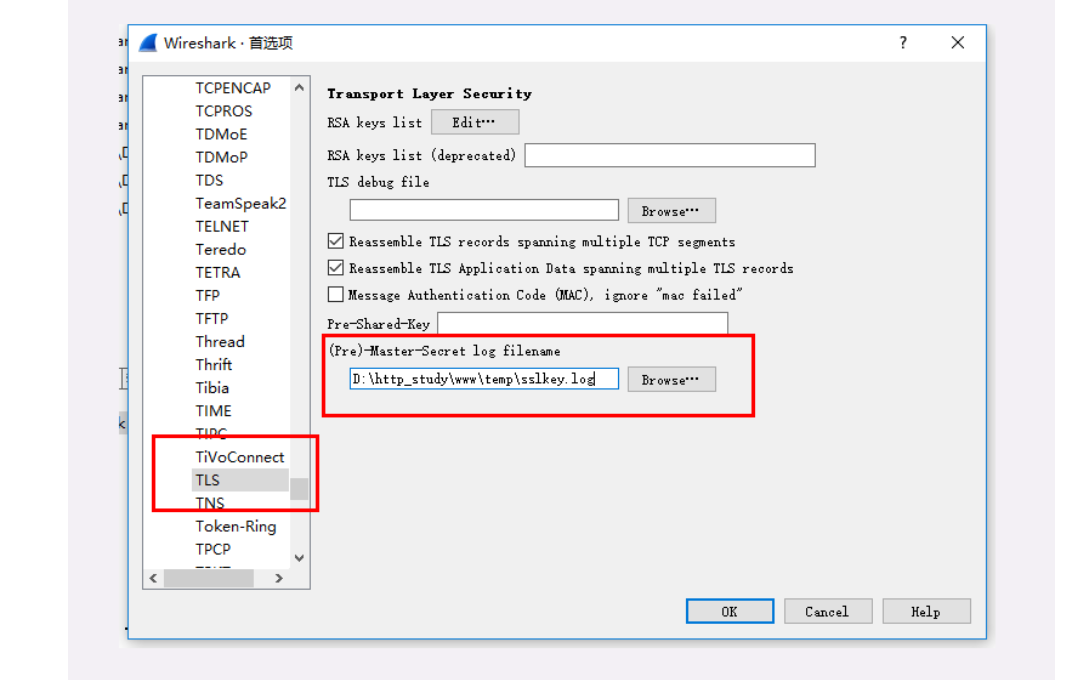 Wireshark · 首选项
?
TCPENCAP
TCPROS
TDMoE
TDMoP
TDS
TeamSpeak2
TELNET
Teredo
TETRA
TFP
TFTP
Thread
Thrift
Tibia
TIME
TIPC
TiVoConnect
TLS
TNS
Token-Ring
TPCP
Transport Layer Security
RSA keys list Edit…
RSA keys list (deprecated)
TLS debug file
Browse…
Reassemble TLS records spanning multiple TCP segments
Reassemble TLS Application Data spanning multiple TLS records
Message Authentication Code (MAC), ignore "mac failed"
Pre-Shared-Key
(Pre)-Master-Secret log filename
D:\http_study\www\temp\sslkey.log Browse…
OK Cancel Help